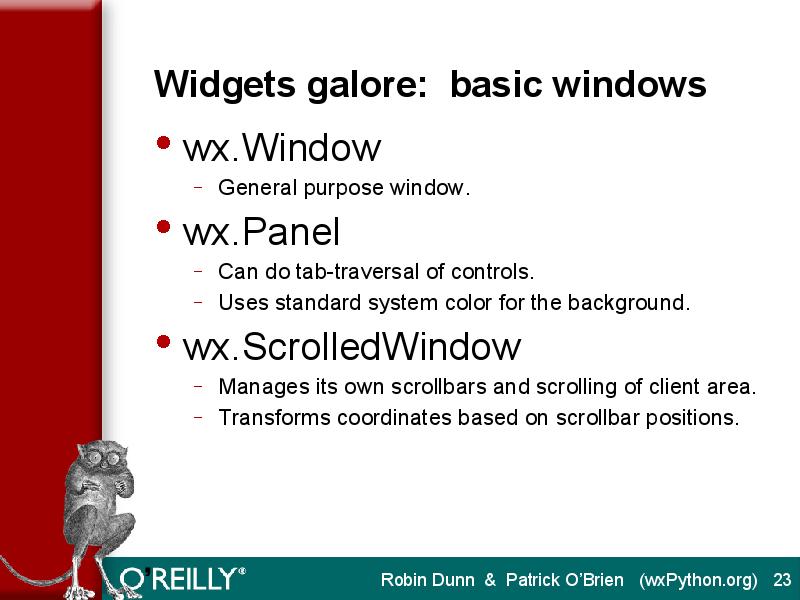 Widgets galore:  basic windows
• wx.Window
– General purpose window.
• wx.Panel
– Can do tab-traversal of controls.
– Uses standard system color for the background.
• wx.ScrolledWindow
– Manages its own scrollbars and scrolling of client area.
– Transforms coordinates based on scrollbar positions.
O'REILLY®
Robin Dunn  &  Patrick O'Brien   (wxPython.org)   23